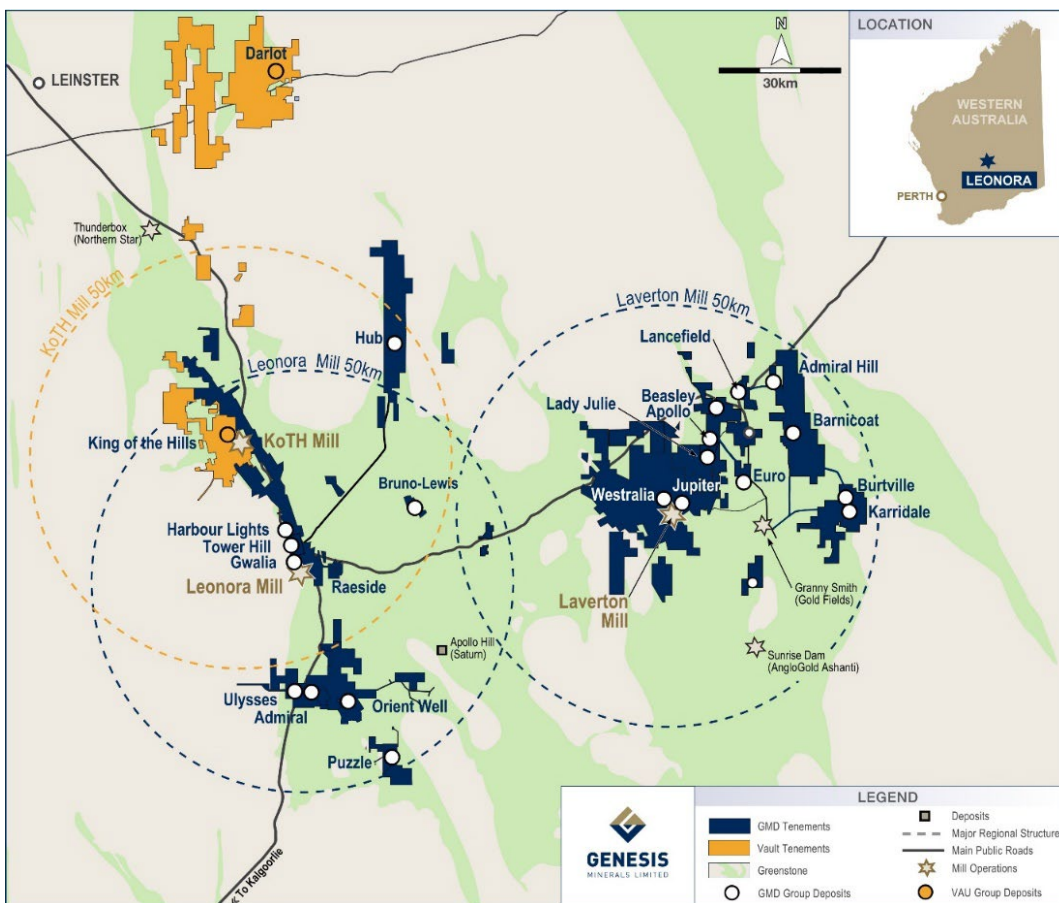 Darlot
LEINSTER
N
30km
LOCATION
WESTERN
AUSTRALIA
LEONORA
PERTH
Thunderbox
(Northern Star)
KoTH Mill 50km
Leonora Mill 50km
Laverton Mill 50km
Hub
Lancefield
Admiral Hill
Beasley
Apollo
Lady Julie
Barnicoat
King of the Hills
KoTH Mill
Bruno-Lewis
Euro
Westralia
Jupiter
Burtville
Karridale
Harbour Lights
Tower Hill
Gwalia
Leonora Mill
Raeside
Laverton
Mill
Granny Smith
(Gold Fields)
Apollo Hill
(Saturn)
Sunrise Dam
(AngloGold Ashanti)
Ulysses
Admiral
Orient Well
Puzzle
<< To Kalgoorlie
GENESIS
MINERALS LIMITED
LEGEND
GMD Tenements
Vault Tenements
Greenstone
GMD Group Deposits
Deposits
Major Regional Structure
Main Public Roads
Mill Operations
VAU Group Deposits